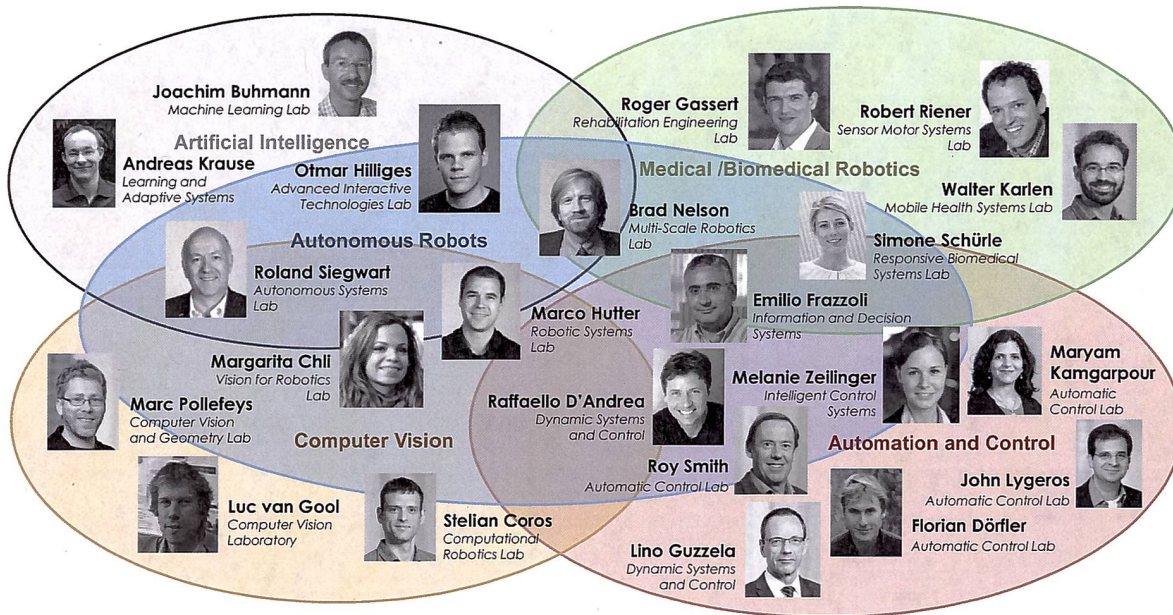 Joachim Buhmann
Machine Learning Lab
Artificial Intelligence
Andreas Krause
Learning and
Adaptive Systems
Otmar Hilliges
Advanced Interactive
Technologies Lab
Roger Gassert
Rehabilitation Engineering
Lab
Robert Riener
Sensor Motor Systems
Lab
Medical /Biomedical Robotics
Walter Karlen
Mobile Health Systems Lab
Brad Nelson
Multi-Scale Robotics
Lab
Simone Schürle
Responsive Biomedical
Systems Lab
Autonomous Robots
Roland Siegwart
Autonomous Systems
Lab
Marco Hutter
Robotic Systems
Lab
Emilio Frazzoli
Information and Decision
Systems
Margarita Chli
Vision for Robotics
Lab
Marc Pollefeys
Computer Vision
and Geometry Lab
Computer Vision
Raffaello D'Andrea
Dynamic Systems
and Control
Melanie Zeilinger
Intelligent Control
Systems
Maryam
Kamgarpour
Automatic
Control Lab
Automation and Control
Roy Smith
Automatic Control Lab
John Lygeros
Automatic Control Lab
Florian Dörfler
Automatic Control Lab
Luc van Gool
Computer Vision
Laboratory
Stelian Coros
Computational
Robotics Lab
Lino Guzzela
Dynamic Systems
and Control